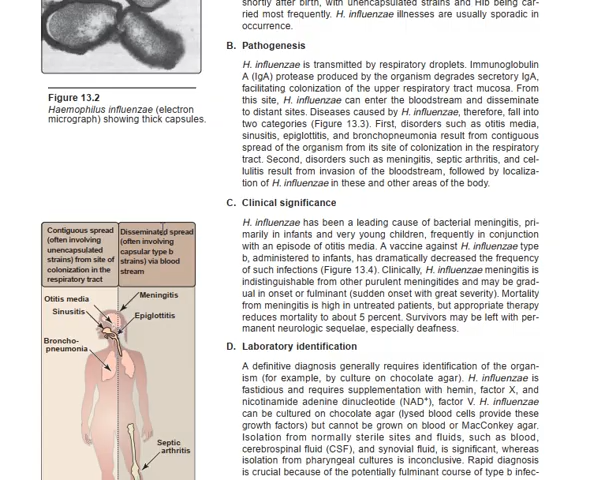 shortly after birth, with unencapsulated strains and Hib being car-
ried most frequently. H. influenzae illnesses are usually sporadic in
occurrence.
B. Pathogenesis
H. influenzae is transmitted by respiratory droplets. Immunoglobulin
A (IgA) protease produced by the organism degrades secretory IgA,
facilitating colonization of the upper respiratory tract mucosa. From
this site, H. influenzae can enter the bloodstream and disseminate
to distant sites. Diseases caused by H. influenzae, therefore, fall into
two categories (Figure 13.3). First, disorders such as otitis media,
sinusitis, epiglottitis, and bronchopneumonia result from contiguous
spread of the organism from its site of colonization in the respiratory
tract. Second, disorders such as meningitis, septic arthritis, and cel-
lulitis result from invasion of the bloodstream, followed by localiza-
tion of H. influenzae in these and other areas of the body.
C. Clinical significance
H. influenzae has been a leading cause of bacterial meningitis, pri-
marily in infants and very young children, frequently in conjunction
with an episode of otitis media. A vaccine against H. influenzae type
b, administered to infants, has dramatically decreased the frequency
of such infections (Figure 13.4). Clinically, H. influenzae meningitis is
indistinguishable from other purulent meningitides and may be grad-
ual in onset or fulminant (sudden onset with great severity). Mortality
from meningitis is high in untreated patients, but appropriate therapy
reduces mortality to about 5 percent. Survivors may be left with per-
manent neurologic sequelae, especially deafness.
D. Laboratory identification
A definitive diagnosis generally requires identification of the organ-
ism (for example, by culture on chocolate agar). H. influenzae is
fastidious and requires supplementation with hemin, factor X, and
nicotinamide adenine dinucleotide (NAD+), factor V. H. influenzae
can be cultured on chocolate agar (lysed blood cells provide these
growth factors) but cannot be grown on blood or MacConkey agar.
Isolation from normally sterile sites and fluids, such as blood,
cerebrospinal fluid (CSF), and synovial fluid, is significant, whereas
isolation from pharyngeal cultures is inconclusive. Rapid diagnosis
is crucial because of the potentially fulminant course of type b infec-
Figure 13.2
Haemophilus influenzae (electron
micrograph) showing thick capsules.
Contiguous spread
(often involving
unencapsulated
strains) from site of
colonization in the
respiratory tract
Disseminated spread
(often involving
capsular type b
strains) via blood
stream
Otitis media
Sinusitis
Broncho-
pneumonia
Meningitis
Epiglottitis
Septic
arthritis